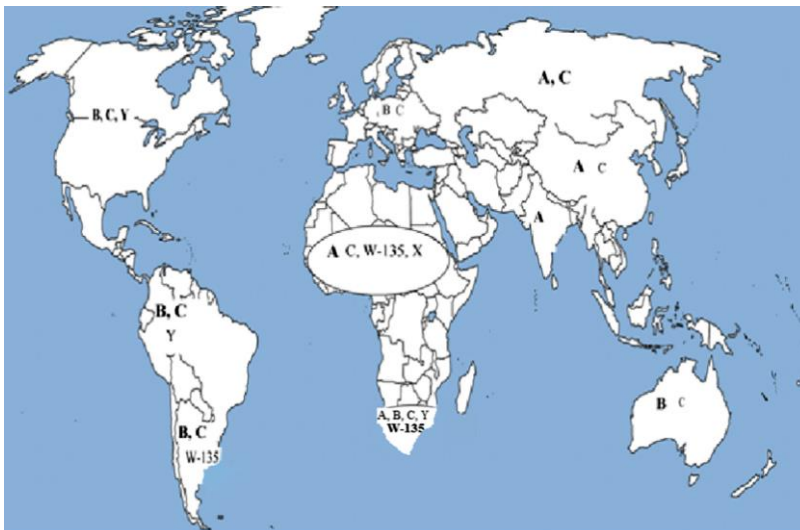 B, C, Y
B C
A, C
A C
A
A C, W-135, X
B, C
Y
B, C
W-135
A, B, C, Y
W-135
B C